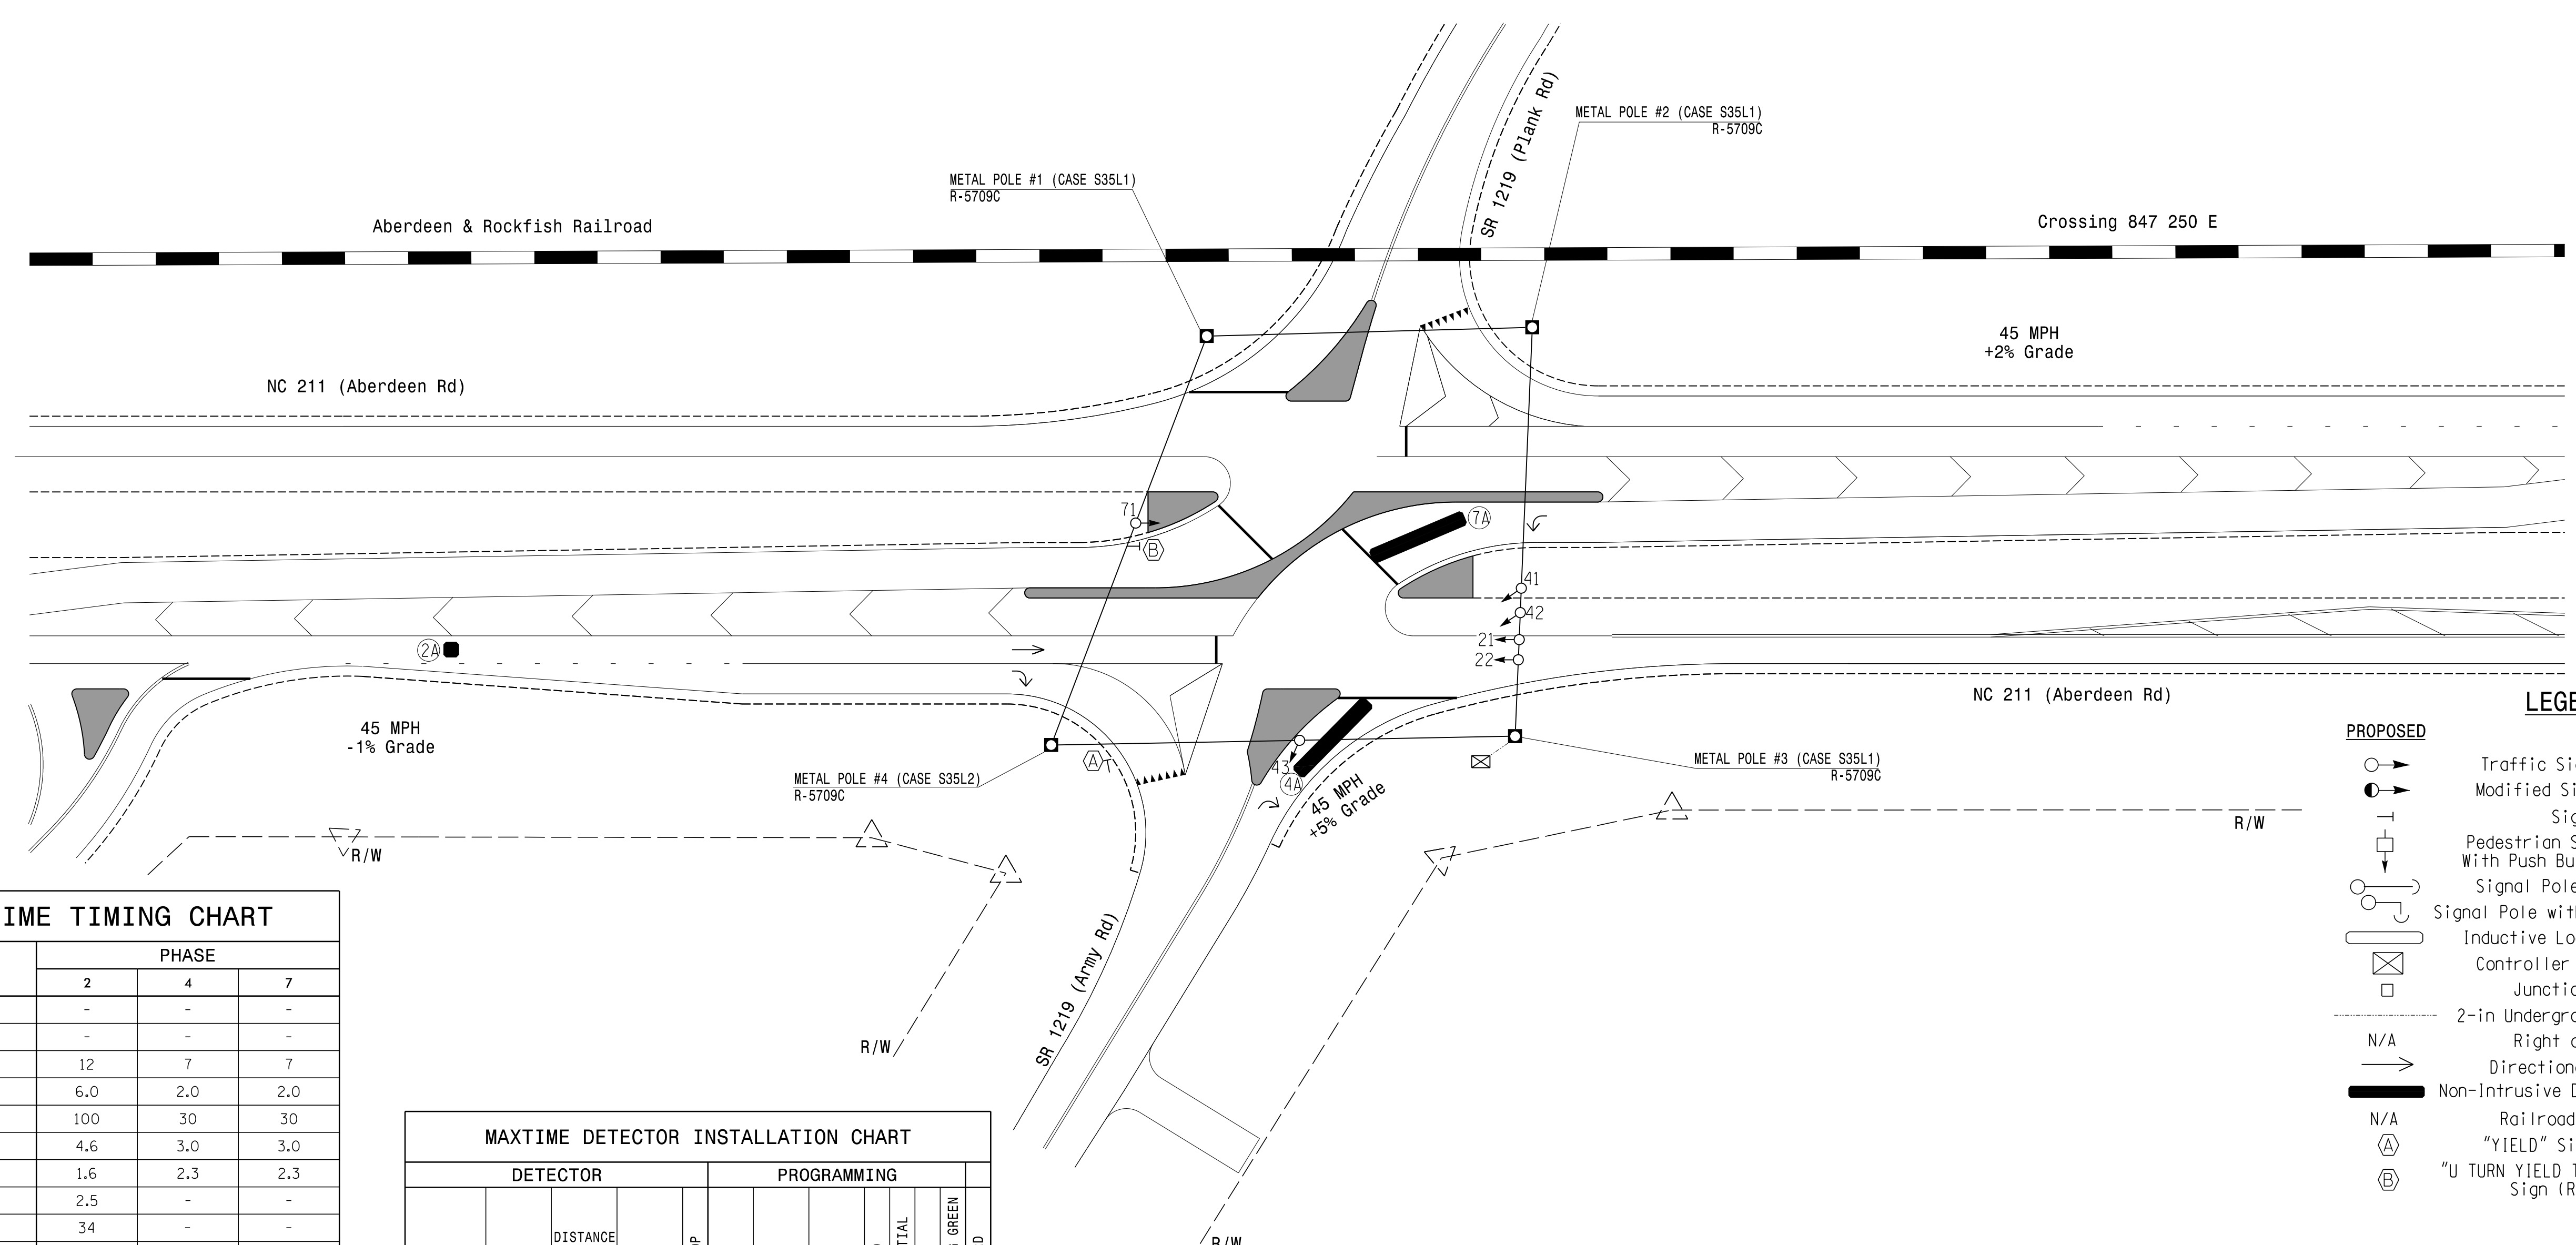 SR 1219 (Plank Rd)
METAL POLE #2 (CASE S35L1)
R-5709C
METAL POLE #1 (CASE S35L1)
R-5709C
Aberdeen & Rockfish Railroad
Crossing 847 250 E
45 MPH
+2% Grade
NC 211 (Aberdeen Rd)
71
B
7A
41
42
21
22
2A
NC 211 (Aberdeen Rd)
45 MPH
-1% Grade
A
43
4A
45 MPH
+5% Grade
METAL POLE #4 (CASE S35L2)
R-5709C
METAL POLE #3 (CASE S35L1)
R-5709C
R/W
R/W
R/W
R/W
SR 1219 (Army Rd)
IME TIMING CHART
PHASE
2 4 7
- - -
- - -
12 7 7
6.0 2.0 2.0
100 30 30
4.6 3.0 3.0
1.6 2.3 2.3
2.5 - -
34 - -
MAXTIME DETECTOR INSTALLATION CHART
DETECTOR PROGRAMMING
DISTANCE
GREEN
LEGE
PROPOSED
Traffic Si
Modified Si
Sig
Pedestrian S
With Push Bu
Signal Pole
Signal Pole wit
Inductive Lo
Controller
Junctio
2-in Undergro
N/A Right o
Directiona
Non-Intrusive D
N/A Railroad
A "YIELD" Si
B "U TURN YIELD T
Sign (R